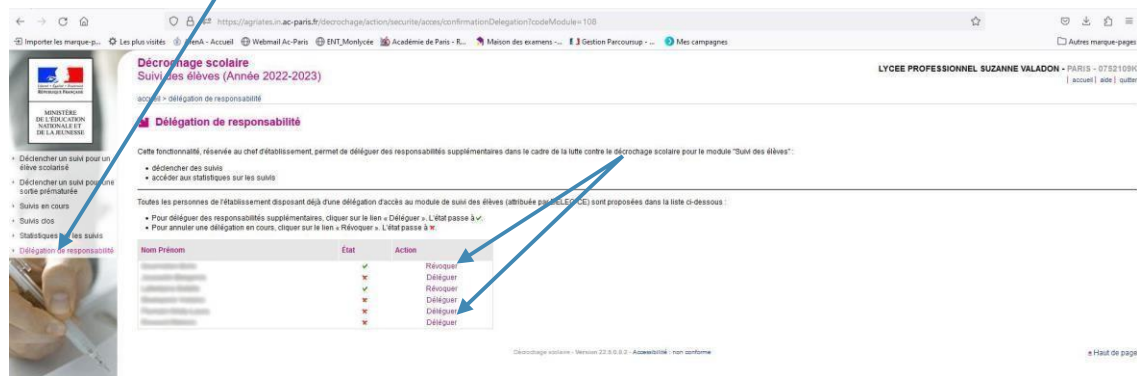 https://agriates.in.ac-paris.fr/decrochage/action/securite/acces/confirmationDelegation?codeModule=108
Importer les marque-p... Les plus visités - Accueil Webmail Ac-Paris ENT_Monlycée Académie de Paris - R... Maison des examens -... Gestion Parcoursup - ... Mes campagnes Autres marque-pages
Décrochage scolaire
Suivi des élèves (Année 2022-2023)
LYCEE PROFESSIONNEL SUZANNE VALADON - PARIS - 0752109K
| accueil | aide | quitter
accueil > délégation de responsabilité
Liberté • Égalité • Fraternité
RÉPUBLIQUE FRANÇAISE
MINISTÈRE
DE L'ÉDUCATION
NATIONALE ET
DE LA JEUNESSE
Déclencher un suivi pour un
élève scolarisé
Déclencher un suivi pour une
sortie prématurée
Suivis en cours
Suivis clos
Statistiques sur les suivis
Délégation de responsabilité
Délégation de responsabilité
Cette fonctionnalité, réservée au chef d'établissement, permet de déléguer des responsabilités supplémentaires dans le cadre de la lutte contre le décrochage scolaire pour le module "Suivi des élèves" :
• déclencher des suivis
• accéder aux statistiques sur les suivis
Toutes les personnes de l'établissement disposant déjà d'une délégation d'accès au module de suivi des élèves (attribuée par DELEG-CE) sont proposées dans la liste ci-dessous :
• Pour déléguer des responsabilités supplémentaires, cliquer sur le lien « Déléguer ». L'état passe à ✔.
• Pour annuler une délégation en cours, cliquer sur le lien « Révoquer ». L'état passe à ✖.
Nom Prénom État Action
✔ Révoquer
✖ Déléguer
✔ Révoquer
✖ Déléguer
✖ Déléguer
✖ Déléguer
Décrochage scolaire - Version 22.5.0.0.2 - Accessibilité : non conforme
Haut de page